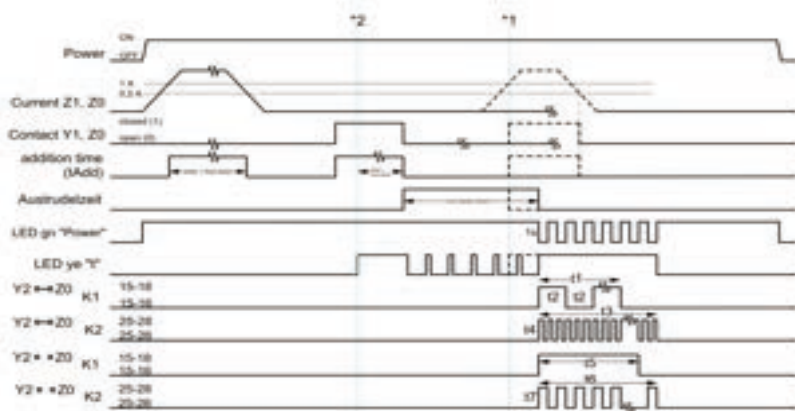 *2 *1
ON
Power OFF
Current Z1, Z0
closed (1)
Contact Y1, Z0 open (0)
addition time
(tAdd)
Austrudelzeit
LED gn "Power" 1s
LED ye "t"
t1
Y2 Z0 K1 15-18 t2 t2
15-16 t3
Y2 Z0 K2 25-28 t4
25-26
Y2 Z0 K1 15-18
15-16 t5
t6
Y2 Z0 K2 25-28 t7
25-26